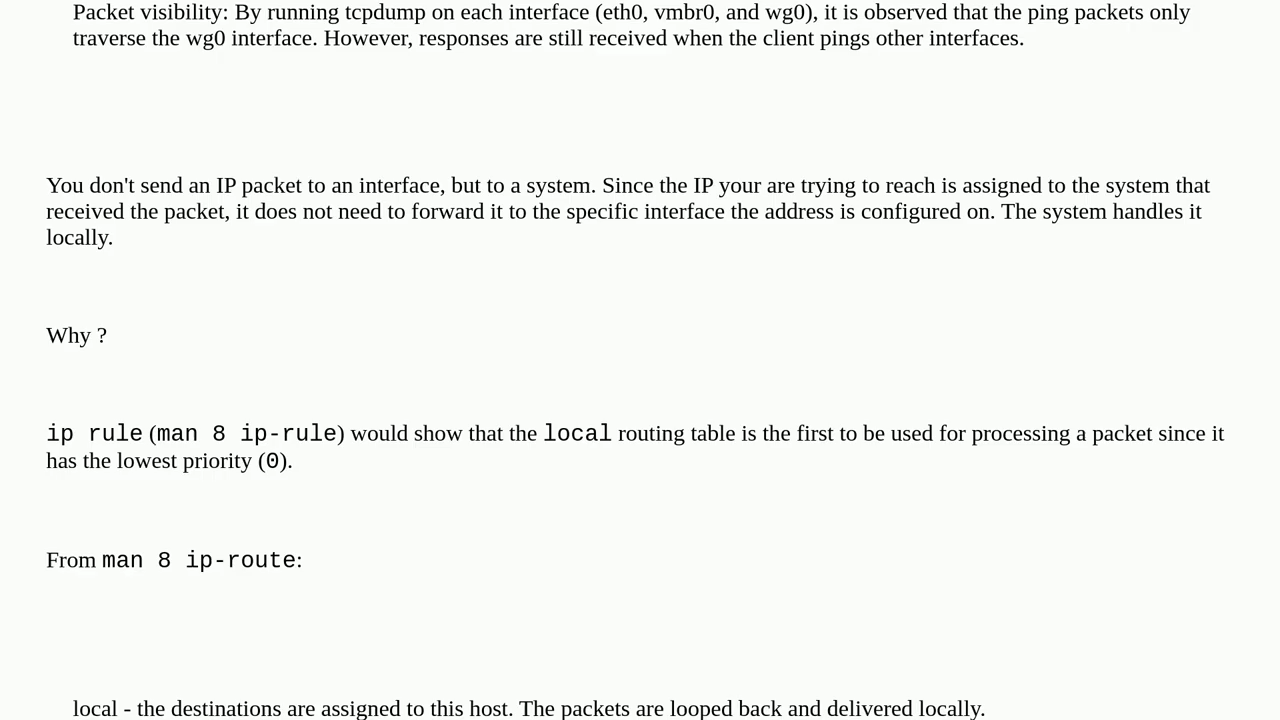 Packet visibility: By running tcpdump on each interface (eth0, vmbr0, and wg0), it is observed that the ping packets only
traverse the wg0 interface. However, responses are still received when the client pings other interfaces.
You don't send an IP packet to an interface, but to a system. Since the IP your are trying to reach is assigned to the system that
received the packet, it does not need to forward it to the specific interface the address is configured on. The system handles it
locally.
Why ?
ip rule (man 8 ip-rule) would show that the local routing table is the first to be used for processing a packet since it
has the lowest priority (0).
From man 8 ip-route:
local - the destinations are assigned to this host. The packets are looped back and delivered locally.